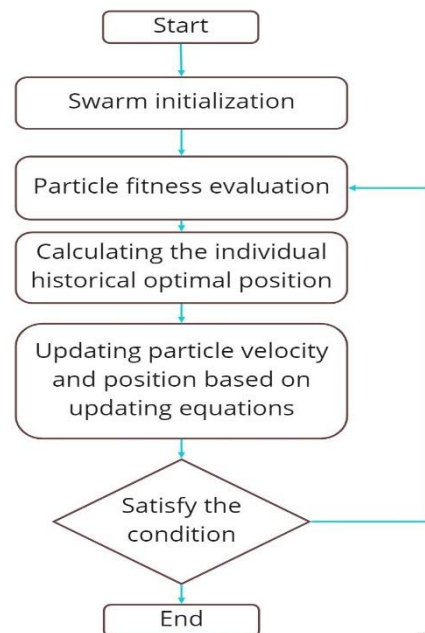 Start
Swarm initialization
Particle fitness evaluation
Calculating the individual
historical optimal position
Updating particle velocity
and position based on
updating equations
Satisfy the
condition
End